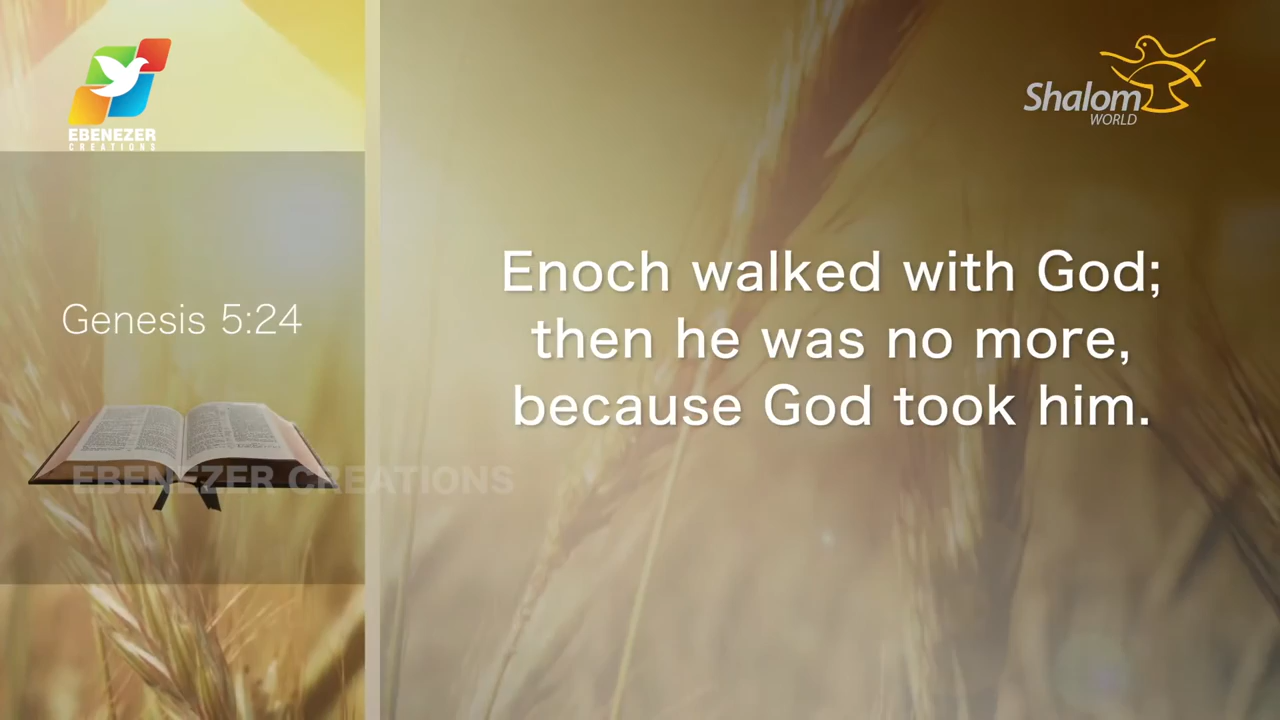 EBENEZER
CREATIONS
Shalom
WORLD
Genesis 5:24
Enoch walked with God;
then he was no more,
because God took him.
EBENEZER CREATIONS